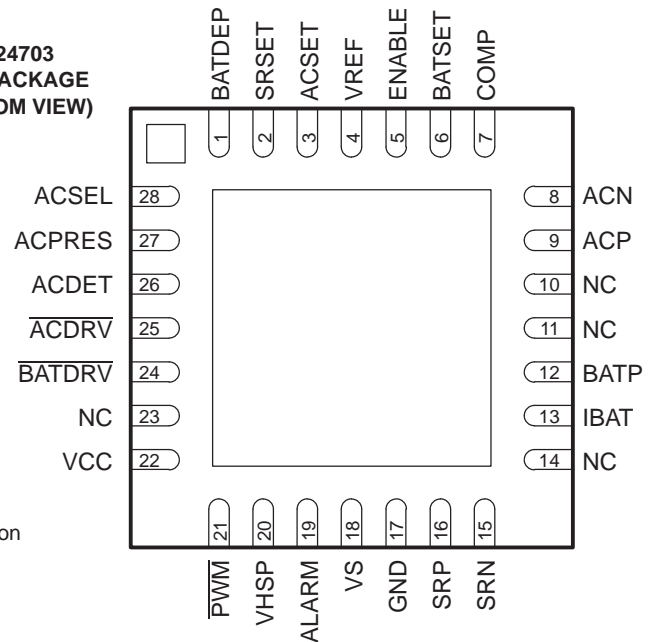 24703
ACKAGE
OM VIEW)
BATDEP
SRSET
ACSET
VREF
ENABLE
BATSET
COMP
1
2
3
4
5
6
7
ACSEL 28
ACPRES 27
ACDET 26
ACDRV 25
BATDRV 24
NC 23
VCC 22
8 ACN
9 ACP
10 NC
11 NC
12 BATP
13 IBAT
14 NC
on
21
20
19
18
17
16
15
PWM
VHSP
ALARM
VS
GND
SRP
SRN